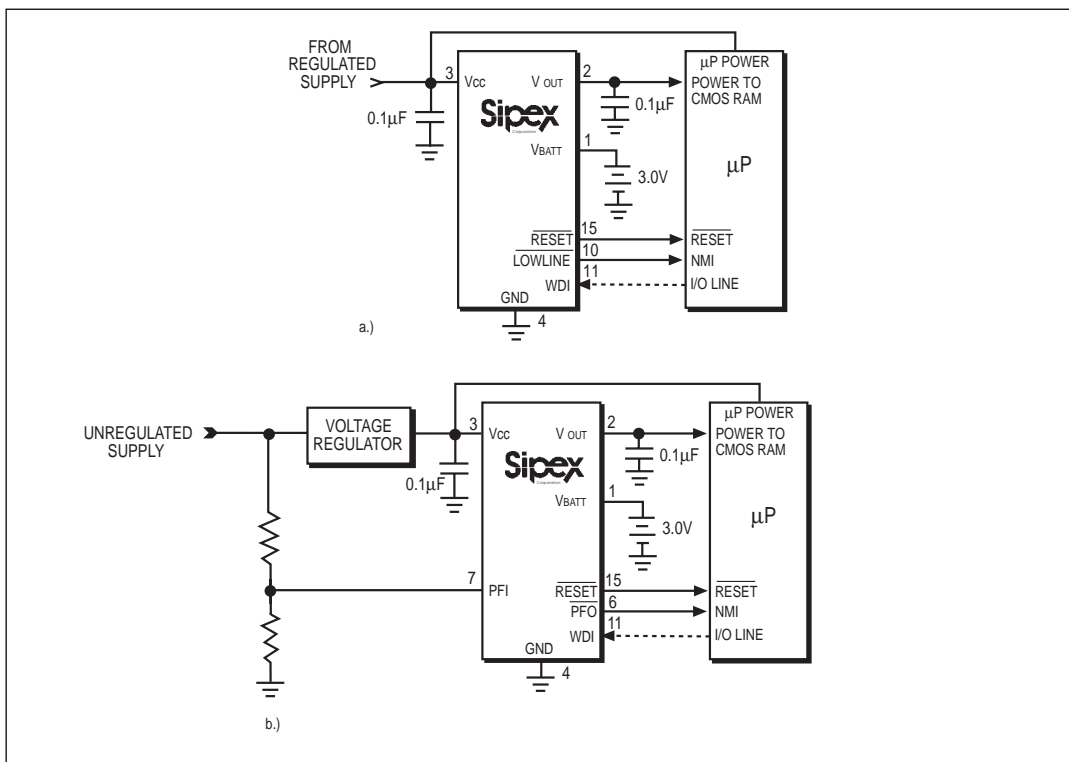 FROM
REGULATED
SUPPLY
3
VCC
V OUT
2
0.1µF
Sipex
Corporation
0.1µF
VBATT
1
3.0V
µP POWER
POWER TO
CMOS RAM
µP
RESET
15
RESET
LOWLINE
10
NMI
WDI
11
I/O LINE
GND
4
a.)
UNREGULATED
SUPPLY
VOLTAGE
REGULATOR
3
VCC
V OUT
2
0.1µF
Sipex
Corporation
0.1µF
VBATT
1
3.0V
µP POWER
POWER TO
CMOS RAM
µP
7
PFI
RESET
15
RESET
PFO
6
NMI
WDI
11
I/O LINE
GND
4
b.)